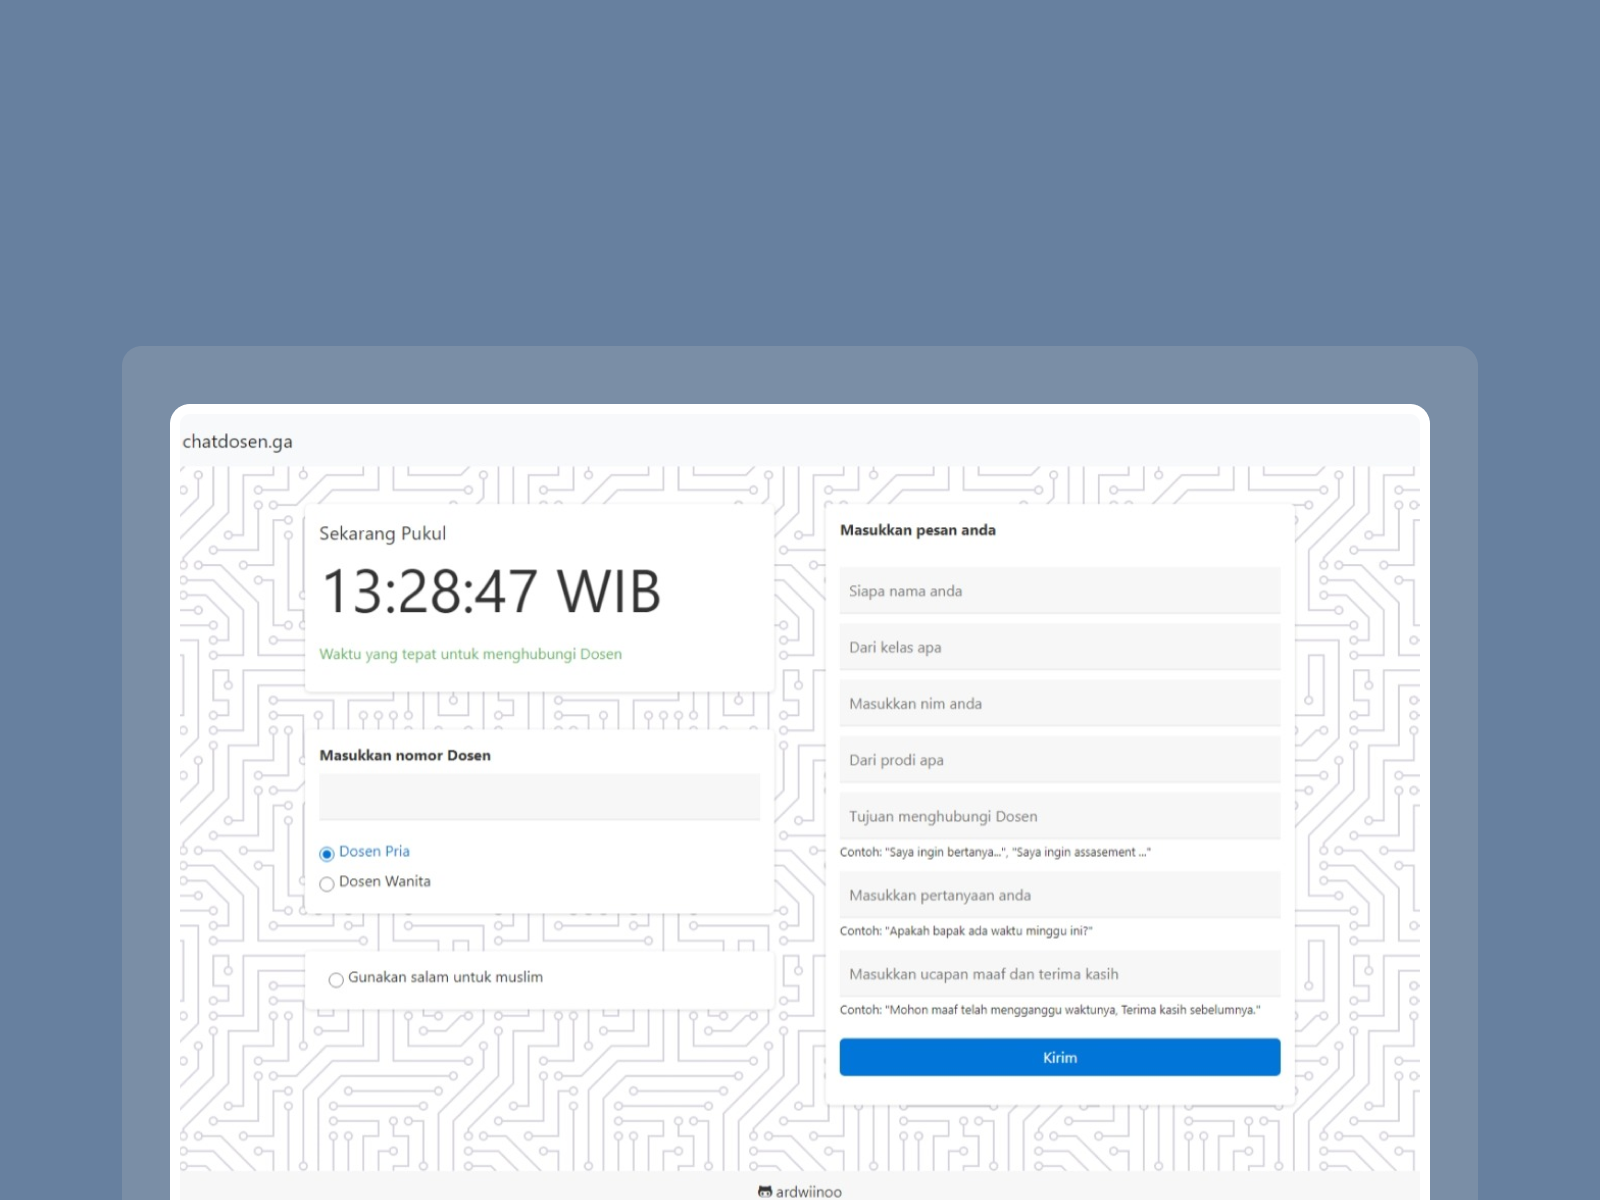 chatdosen.ga
Sekarang Pukul
13:28:47 WIB
Waktu yang tepat untuk menghubungi Dosen
Masukkan nomor Dosen
Dosen Pria
Dosen Wanita
Gunakan salam untuk muslim
Masukkan pesan anda
Siapa nama anda
Dari kelas apa
Masukkan nim anda
Dari prodi apa
Tujuan menghubungi Dosen
Contoh: "Saya ingin bertanya...", "Saya ingin assasement ..."
Masukkan pertanyaan anda
Contoh: "Apakah bapak ada waktu minggu ini?"
Masukkan ucapan maaf dan terima kasih
Contoh: "Mohon maaf telah mengganggu waktunya, Terima kasih sebelumnya."
Kirim
ardwiinoo